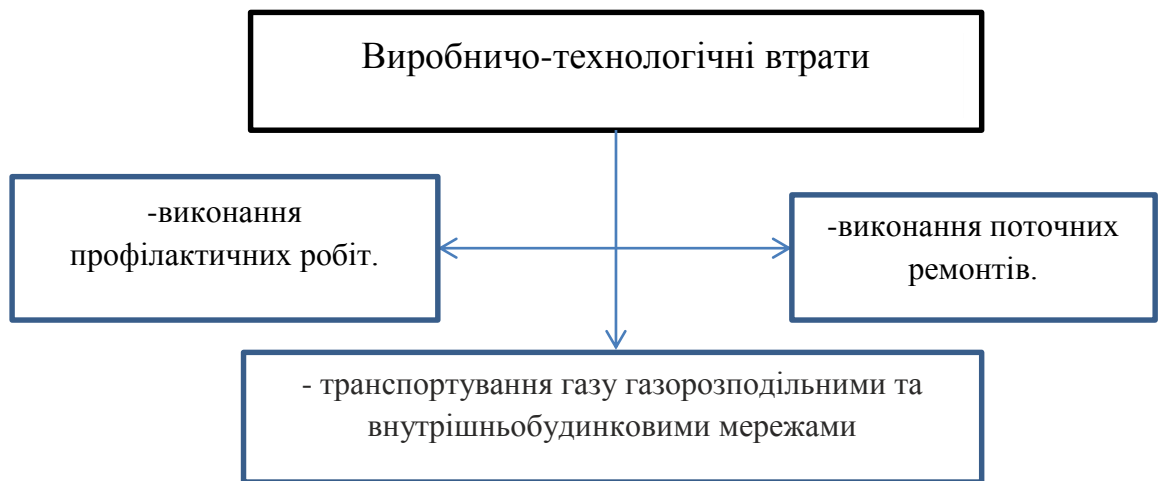 Виробничо-технологічні втрати
-виконання
профілактичних робіт.
-виконання поточних
ремонтів.
- транспортування газу газорозподільними та
внутрішньобудинковими мережами